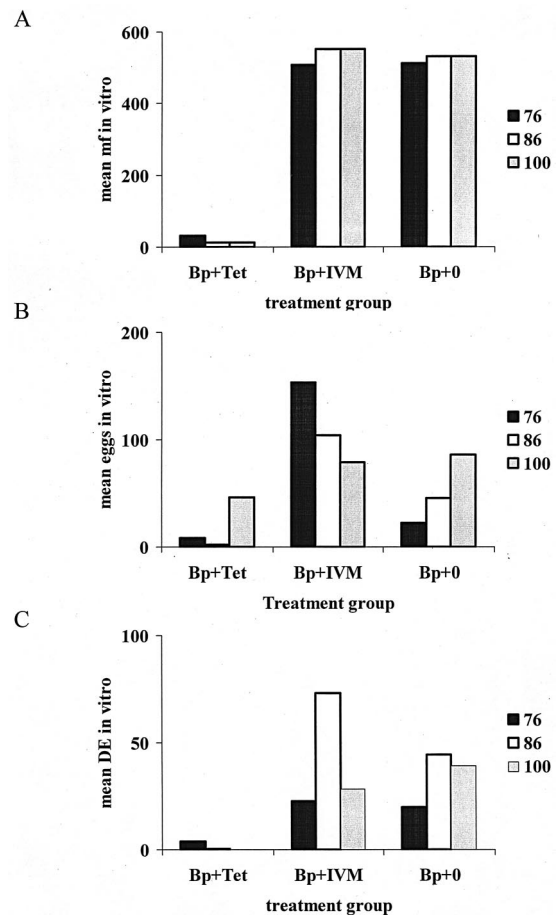 A
mean mf in vitro
600
400
200
0
76
86
100
Bp+Tet Bp+IVM Bp+0
treatment group
B
mean eggs in vitro
200
100
0
76
86
100
Bp+Tet Bp+IVM Bp+0
Treatment group
C
mean DE in vitro
100
50
0
76
86
100
Bp+Tet Bp+IVM Bp+0
treatment group